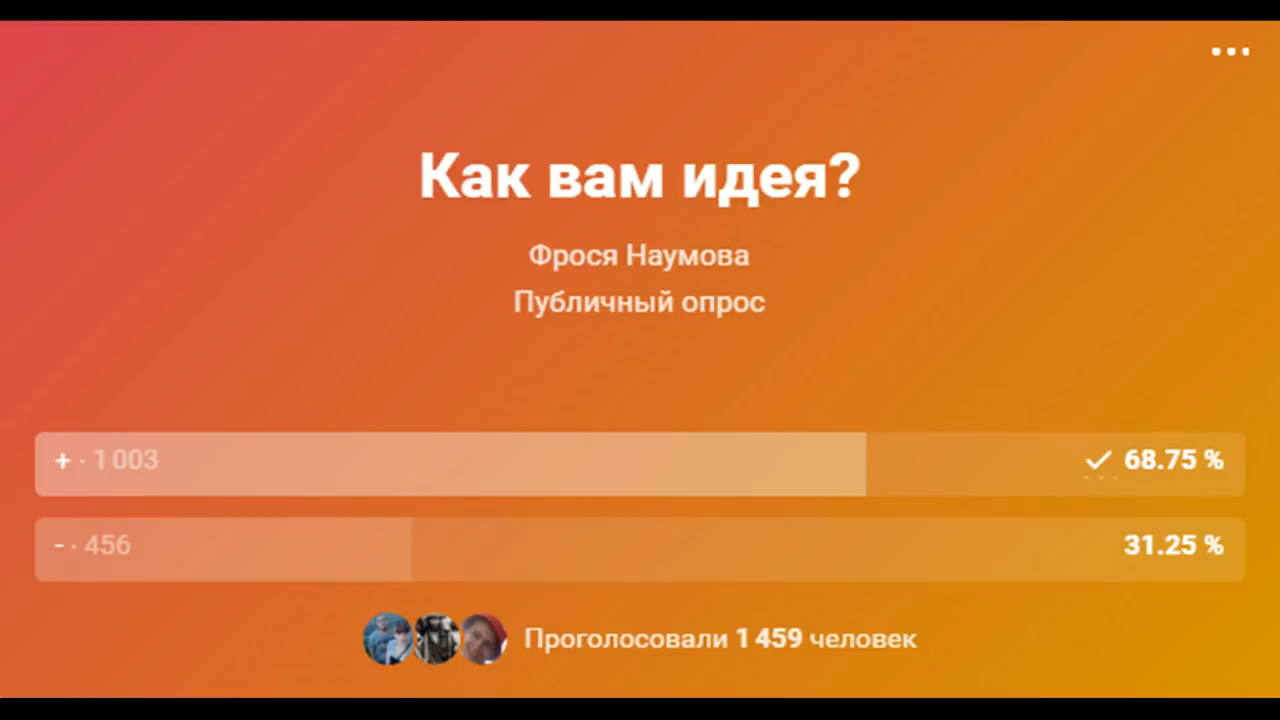 Как вам идея?
Фрося Наумова
Публичный опрос
+ · 1 003 68.75 %
- · 456 31.25 %
Проголосовали 1 459 человек